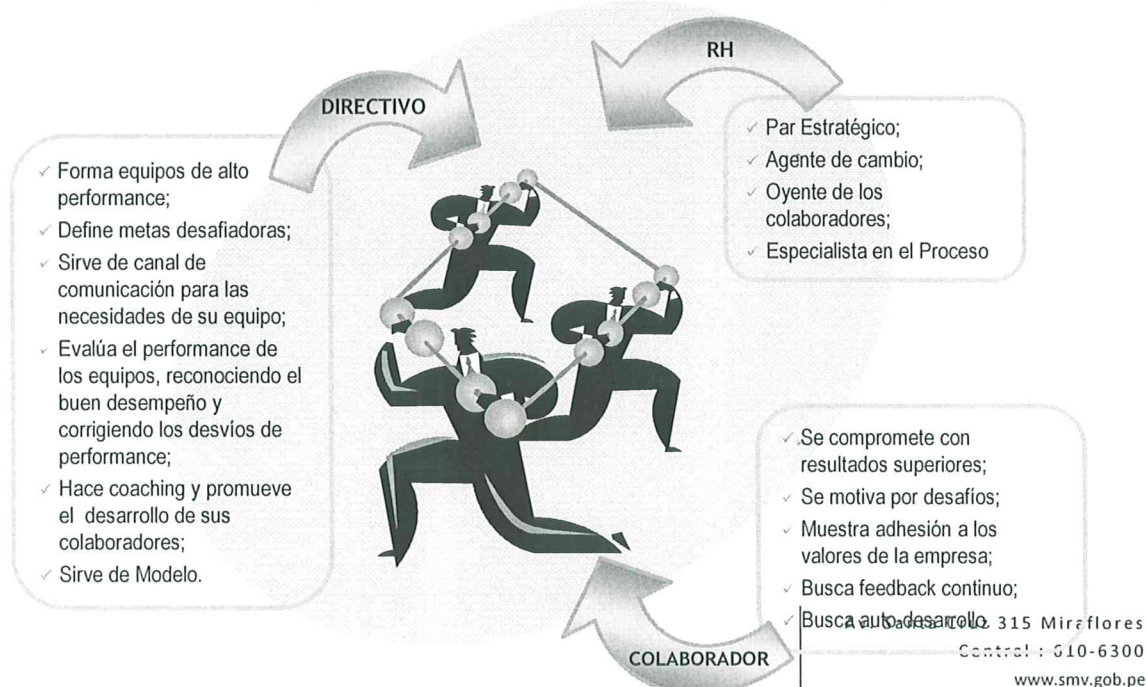 DIRECTIVO
✓ Forma equipos de alto
performance;
✓ Define metas desafiadoras;
✓ Sirve de canal de
comunicación para las
necesidades de su equipo;
✓ Evalúa el performance de
los equipos, reconociendo el
buen desempeño y
corrigiendo los desvíos de
performance;
✓ Hace coaching y promueve
el desarrollo de sus
colaboradores;
✓ Sirve de Modelo.
RH
✓ Par Estratégico;
✓ Agente de cambio;
✓ Oyente de los
colaboradores;
✓ Especialista en el Proceso
COLABORADOR
✓ Se compromete con
resultados superiores;
✓ Se motiva por desafíos;
✓ Muestra adhesión a los
valores de la empresa;
✓ Busca feedback continuo;
✓ Busca auto-desarrollo
Av. Santa Cruz 315 Miraflores
Central : 610-6300
www.smv.gob.pe